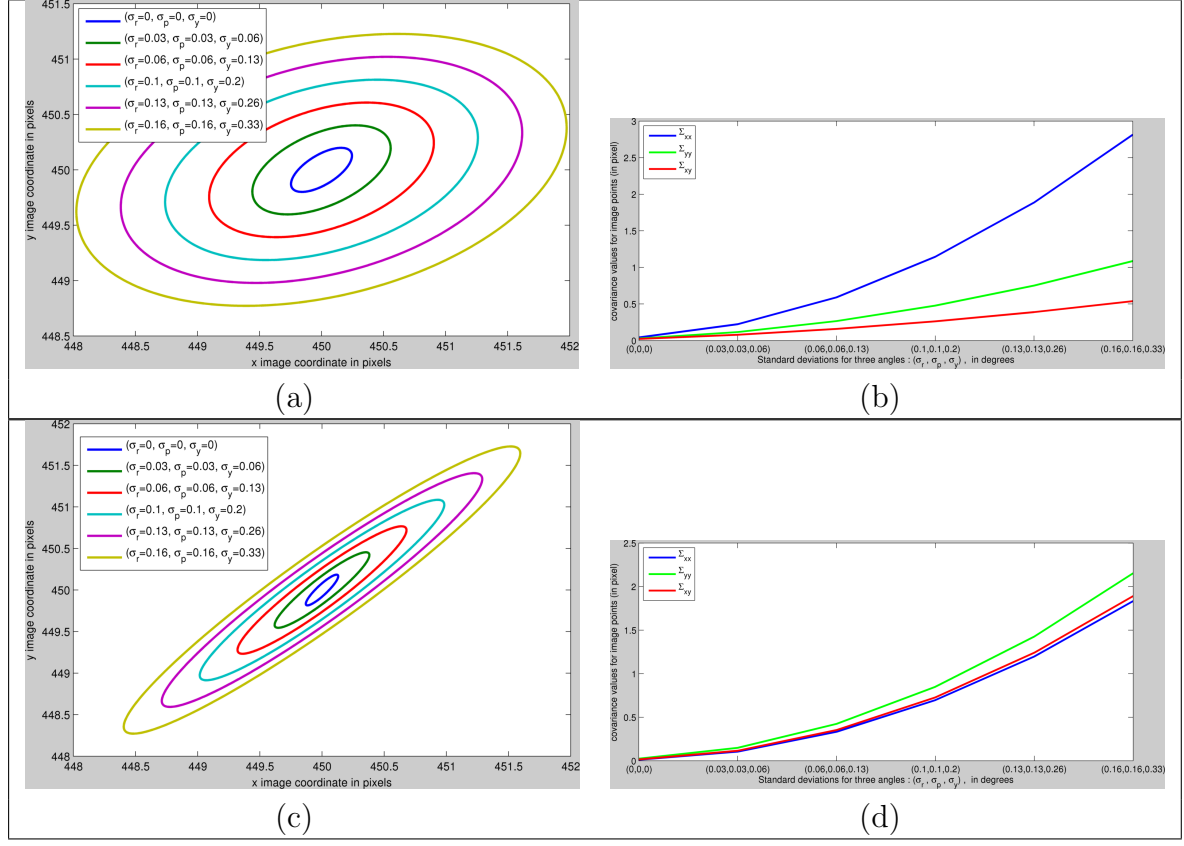 451.5
451
450.5
450
449.5
449
448.5
448
448.5
449
449.5
450
450.5
451
451.5
452
y image coordinate in pixels
x image coordinate in pixels
(σr=0, σp=0, σy=0)
(σr=0.03, σp=0.03, σy=0.06)
(σr=0.06, σp=0.06, σy=0.13)
(σr=0.1, σp=0.1, σy=0.2)
(σr=0.13, σp=0.13, σy=0.26)
(σr=0.16, σp=0.16, σy=0.33)
(a)
3
2.5
2
1.5
1
0.5
0
covariance values for image points (in pixel)
Σxx
Σyy
Σxy
(0,0,0)
(0.03,0.03,0.06)
(0.06,0.06,0.13)
(0.1,0.1,0.2)
(0.13,0.13,0.26)
(0.16,0.16,0.33)
Standard deviations for three angles : (σr , σp , σy) , in degrees
(b)
452
451.5
451
450.5
450
449.5
449
448.5
448
448
448.5
449
449.5
450
450.5
451
451.5
452
y image coordinate in pixels
x image coordinate in pixels
(σr=0, σp=0, σy=0)
(σr=0.03, σp=0.03, σy=0.06)
(σr=0.06, σp=0.06, σy=0.13)
(σr=0.1, σp=0.1, σy=0.2)
(σr=0.13, σp=0.13, σy=0.26)
(σr=0.16, σp=0.16, σy=0.33)
(c)
2.5
2
1.5
1
0.5
0
covariance values for image points (in pixel)
Σxx
Σyy
Σxy
(0,0,0)
(0.03,0.03,0.06)
(0.06,0.06,0.13)
(0.1,0.1,0.2)
(0.13,0.13,0.26)
(0.16,0.16,0.33)
Standard deviations for three angles : (σr , σp , σy) , in degrees
(d)